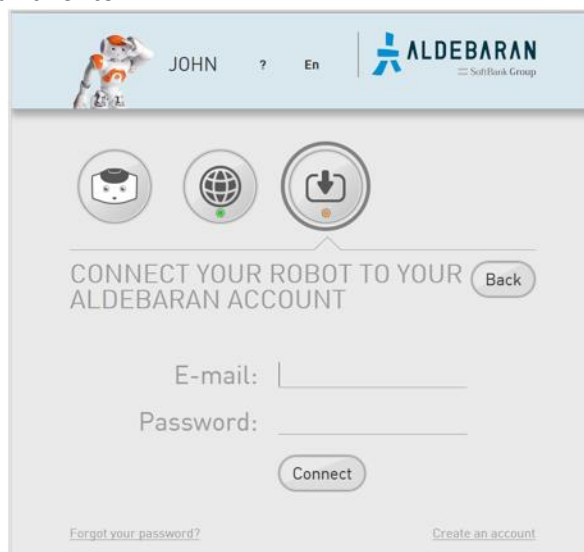 JOHN ? En ALDEBARAN
SoftBank Group
CONNECT YOUR ROBOT TO YOUR
ALDEBARAN ACCOUNT
Back
E-mail:
Password:
Connect
Forgot your password? Create an account